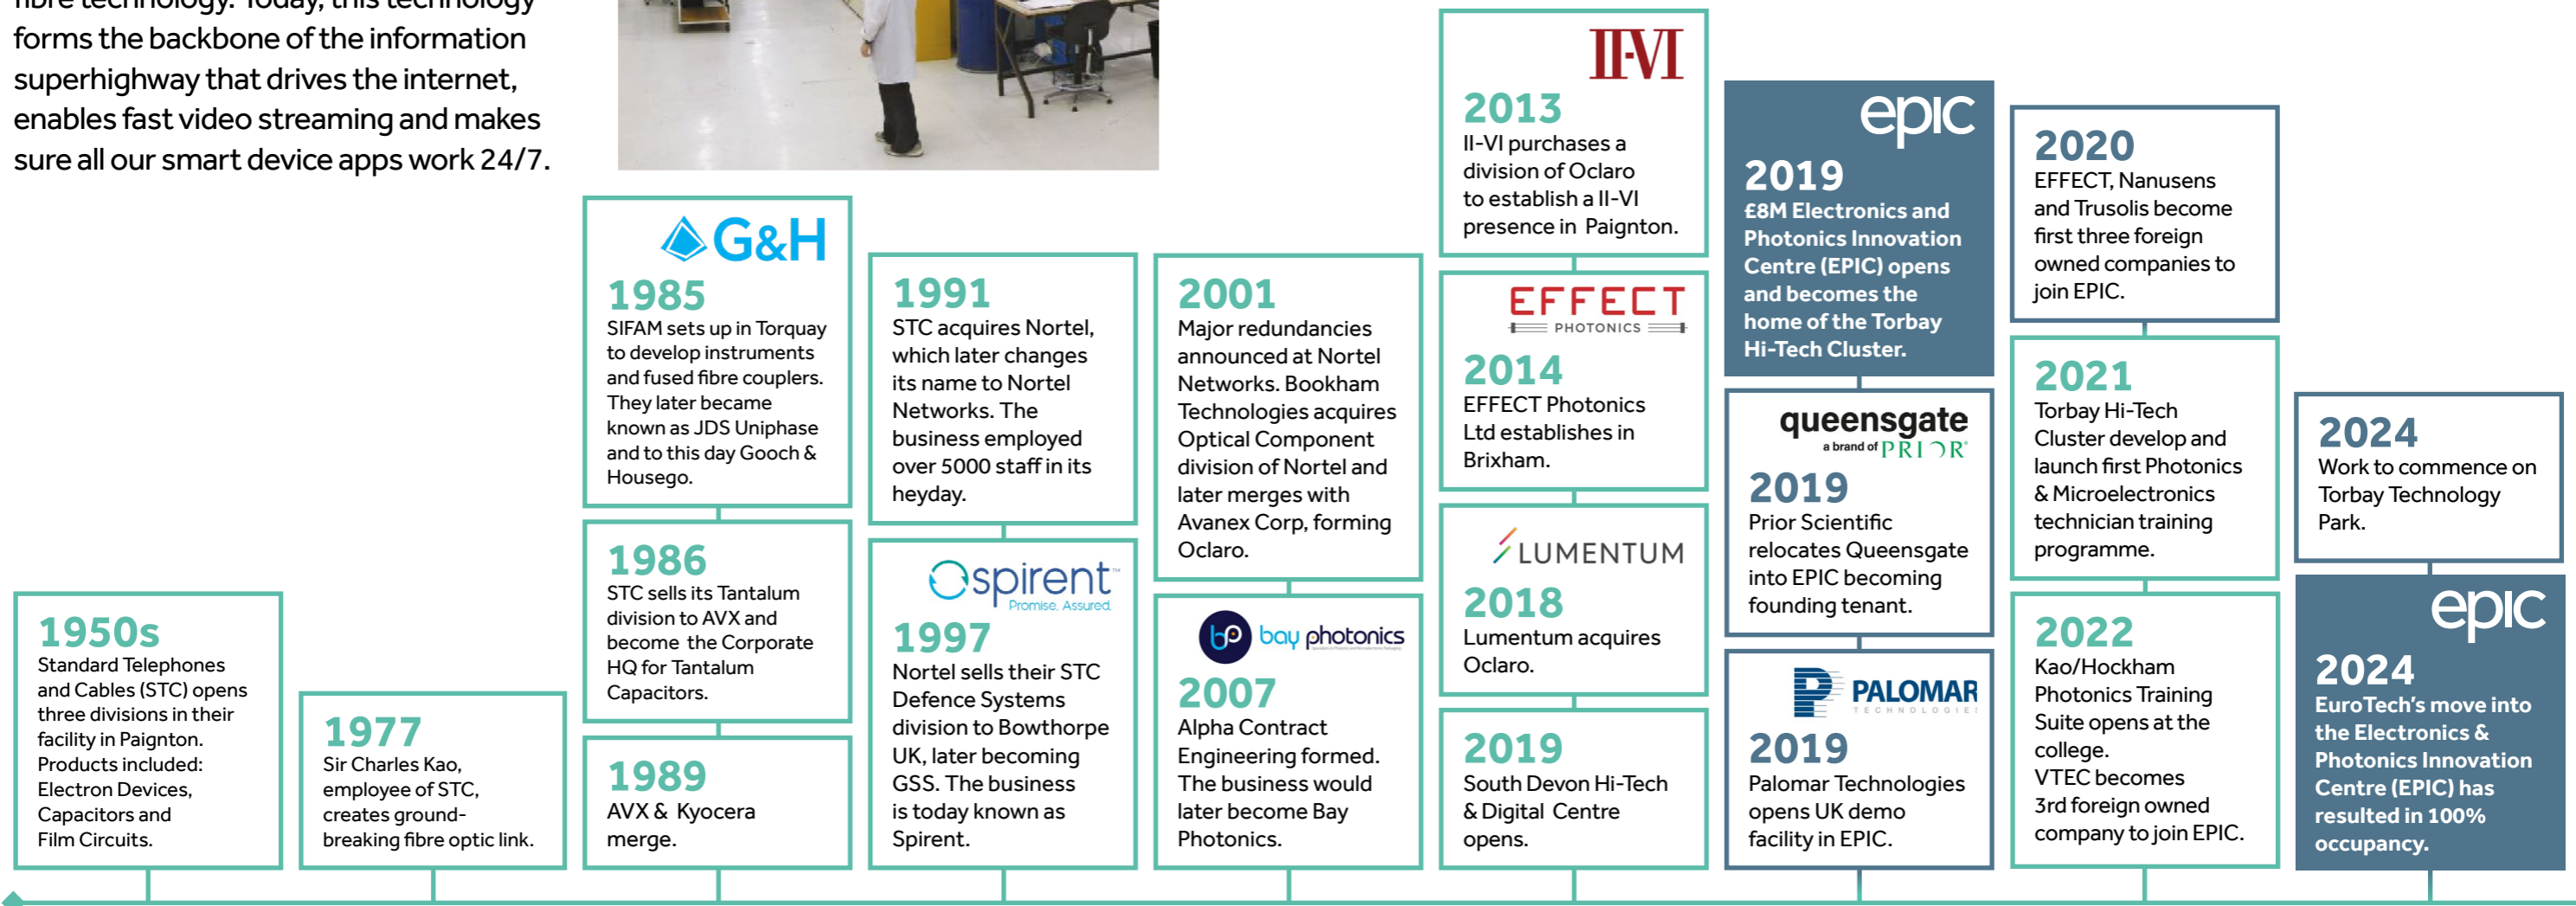 fibre technology. Today, this technology
forms the backbone of the information
superhighway that drives the internet,
enables fast video streaming and makes
sure all our smart device apps work 24/7.
1950s
Standard Telephones
and Cables (STC) opens
three divisions in their
facility in Paignton.
Products included:
Electron Devices,
Capacitors and
Film Circuits.
1977
Sir Charles Kao,
employee of STC,
creates ground-
breaking fibre optic link.
G&H
1985
SIFAM sets up in Torquay
to develop instruments
and fused fibre couplers.
They later became
known as JDS Uniphase
and to this day Gooch &
Housego.
1986
STC sells its Tantalum
division to AVX and
become the Corporate
HQ for Tantalum
Capacitors.
1989
AVX & Kyocera
merge.
1991
STC acquires Nortel,
which later changes
its name to Nortel
Networks. The
business employed
over 5000 staff in its
heyday.
spirent™
Promise. Assured.
1997
Nortel sells their STC
Defence Systems
division to Bowthorpe
UK, later becoming
GSS. The business
is today known as
Spirent.
2001
Major redundancies
announced at Nortel
Networks. Bookham
Technologies acquires
Optical Component
division of Nortel and
later merges with
Avanex Corp, forming
Oclaro.
bp bay photonics
2007
Alpha Contract
Engineering formed.
The business would
later become Bay
Photonics.
II-VI
2013
II-VI purchases a
division of Oclaro
to establish a II-VI
presence in Paignton.
EFFECT
PHOTONICS
2014
EFFECT Photonics
Ltd establishes in
Brixham.
LUMENTUM
2018
Lumentum acquires
Oclaro.
2019
South Devon Hi-Tech
& Digital Centre
opens.
epic
2019
£8M Electronics and
Photonics Innovation
Centre (EPIC) opens
and becomes the
home of the Torbay
Hi-Tech Cluster.
queensgate
a brand of PRIOR®
2019
Prior Scientific
relocates Queensgate
into EPIC becoming
founding tenant.
PALOMAR
TECHNOLOGIES
2019
Palomar Technologies
opens UK demo
facility in EPIC.
2020
EFFECT, Nanusens
and Trusolis become
first three foreign
owned companies to
join EPIC.
2021
Torbay Hi-Tech
Cluster develop and
launch first Photonics
& Microelectronics
technician training
programme.
2022
Kao/Hockham
Photonics Training
Suite opens at the
college.
VTEC becomes
3rd foreign owned
company to join EPIC.
2024
Work to commence on
Torbay Technology
Park.
epic
2024
EuroTech's move into
the Electronics &
Photonics Innovation
Centre (EPIC) has
resulted in 100%
occupancy.